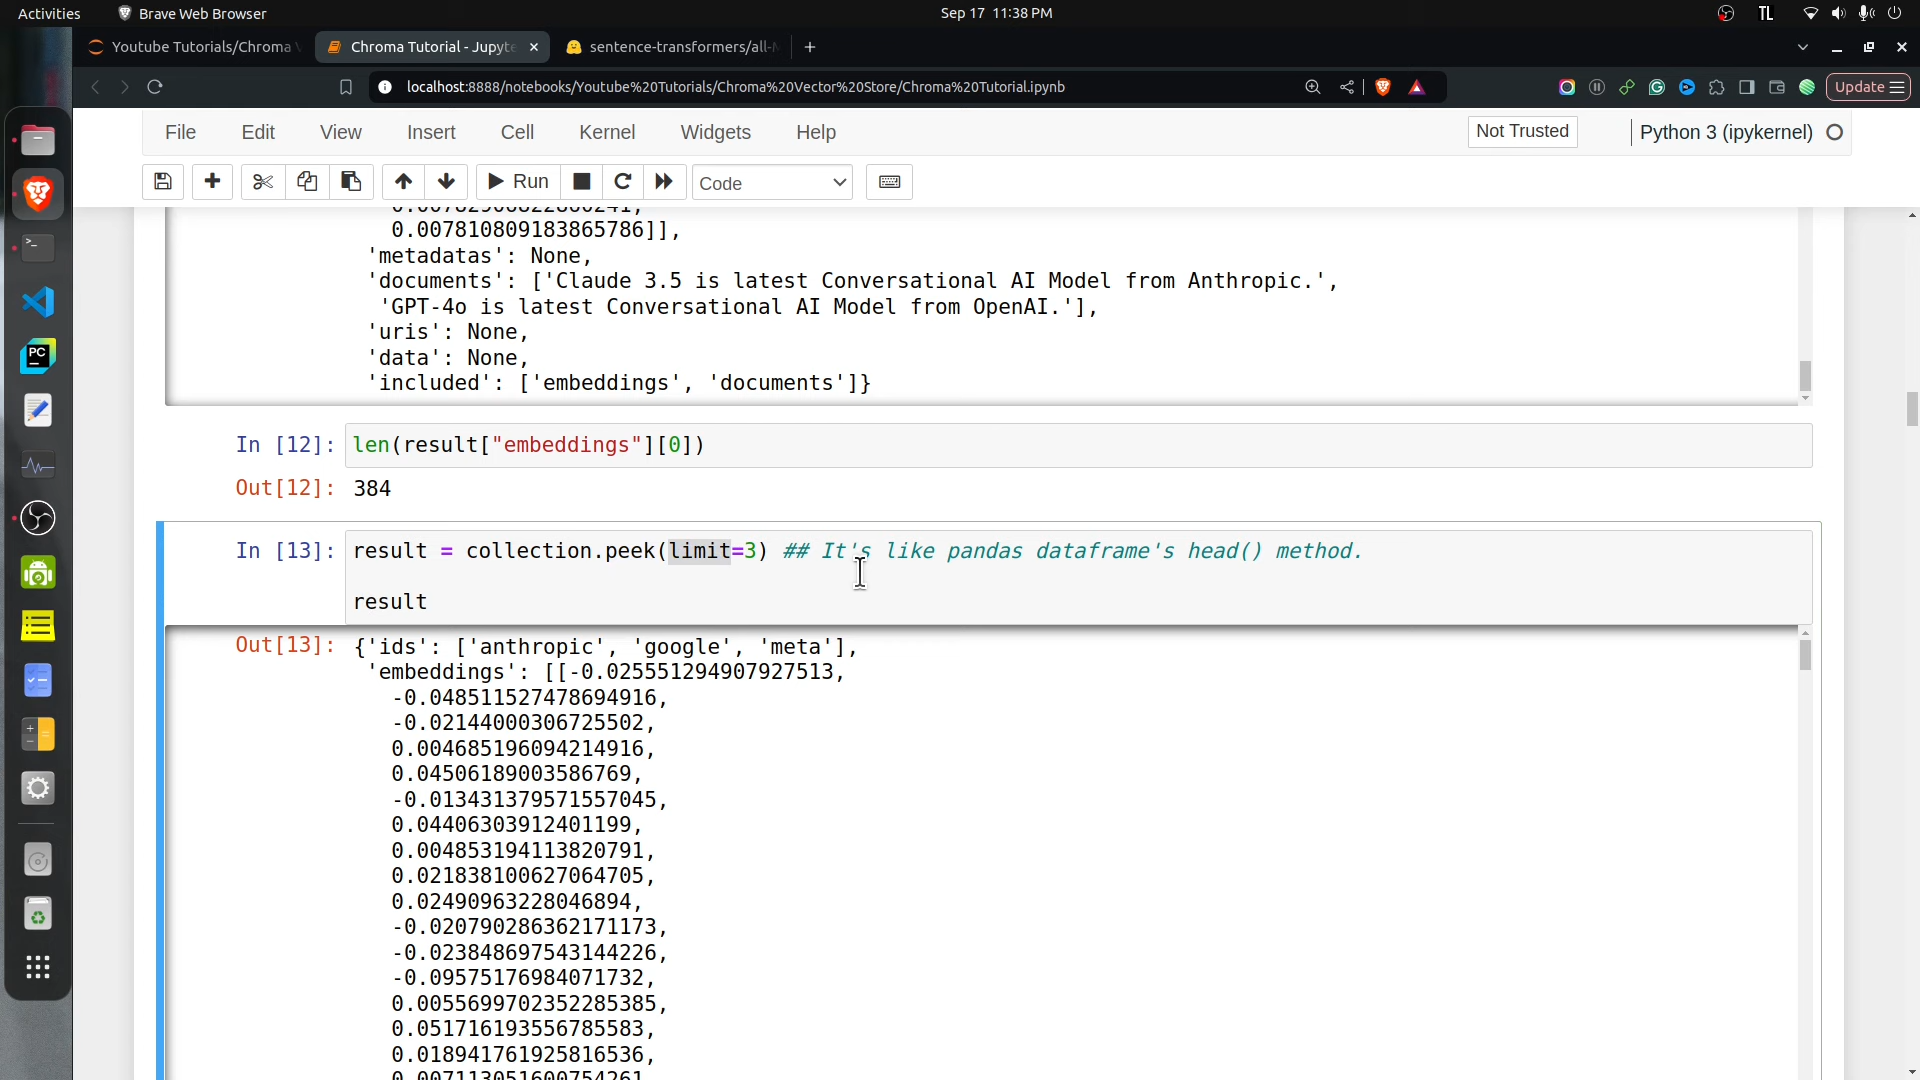 Activities
Brave Web Browser
Sep 17 11:38 PM
TL
Youtube Tutorials/Chroma
Chroma Tutorial - Jupyte
sentence-transformers/all-
localhost:8888/notebooks/Youtube%20Tutorials/Chroma%20Vector%20Store/Chroma%20Tutorial.ipynb
Update
File Edit View Insert Cell Kernel Widgets Help
Not Trusted
Python 3 (ipykernel)
Run
Code
0.007810809183865786]],
'metadatas': None,
'documents': ['Claude 3.5 is latest Conversational AI Model from Anthropic.',
'GPT-4o is latest Conversational AI Model from OpenAI.'],
'uris': None,
'data': None,
'included': ['embeddings', 'documents']}
In [12]: len(result["embeddings"][0])
Out[12]: 384
In [13]: result = collection.peek(limit=3) ## It's like pandas dataframe's head() method.
result
Out[13]: {'ids': ['anthropic', 'google', 'meta'],
'embeddings': [[-0.025551294907927513,
-0.048511527478694916,
-0.02144000306725502,
0.004685196094214916,
0.04506189003586769,
-0.013431379571557045,
0.04406303912401199,
0.004853194113820791,
0.021838100627064705,
0.02490963228046894,
-0.020790286362171173,
-0.023848697543144226,
-0.09575176984071732,
0.0055699702352285385,
0.051716193556785583,
0.018941761925816536,
0.007113051600754261
PC